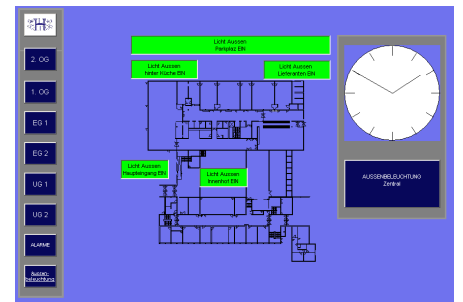 Licht Aussen
Parkplaz EIN
Licht Aussen
hinter Küche EIN
Licht Aussen
Lieferanten EIN
2. OG
1. OG
EG 1
EG 2
UG 1
UG 2
ALARME
Aussen-
beleuchtung
Licht Aussen
Haupteingang EIN
Licht Aussen
Innenhof EIN
AUSSENBELEUCHTUNG
Zentral